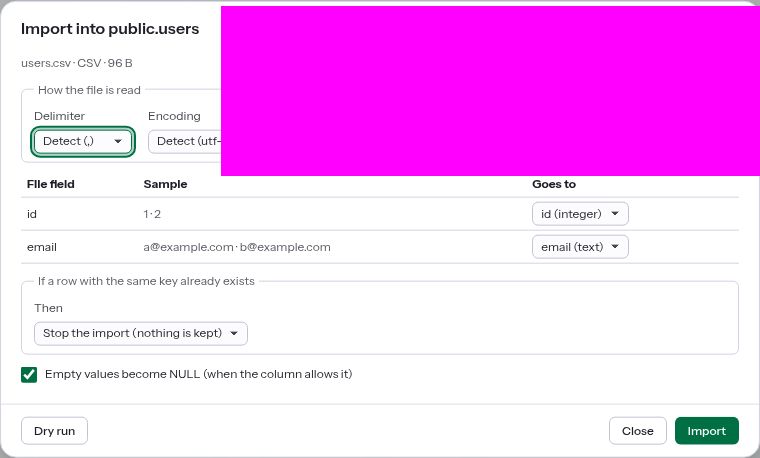 Import into public.users
users.csv · CSV · 96 B
How the file is read
Delimiter Encoding
Detect (,) Detect (utf-
File field Sample Goes to
id 1 · 2 id (integer)
email a@example.com · b@example.com email (text)
If a row with the same key already exists
Then
Stop the import (nothing is kept)
Empty values become NULL (when the column allows it)
Dry run Close Import